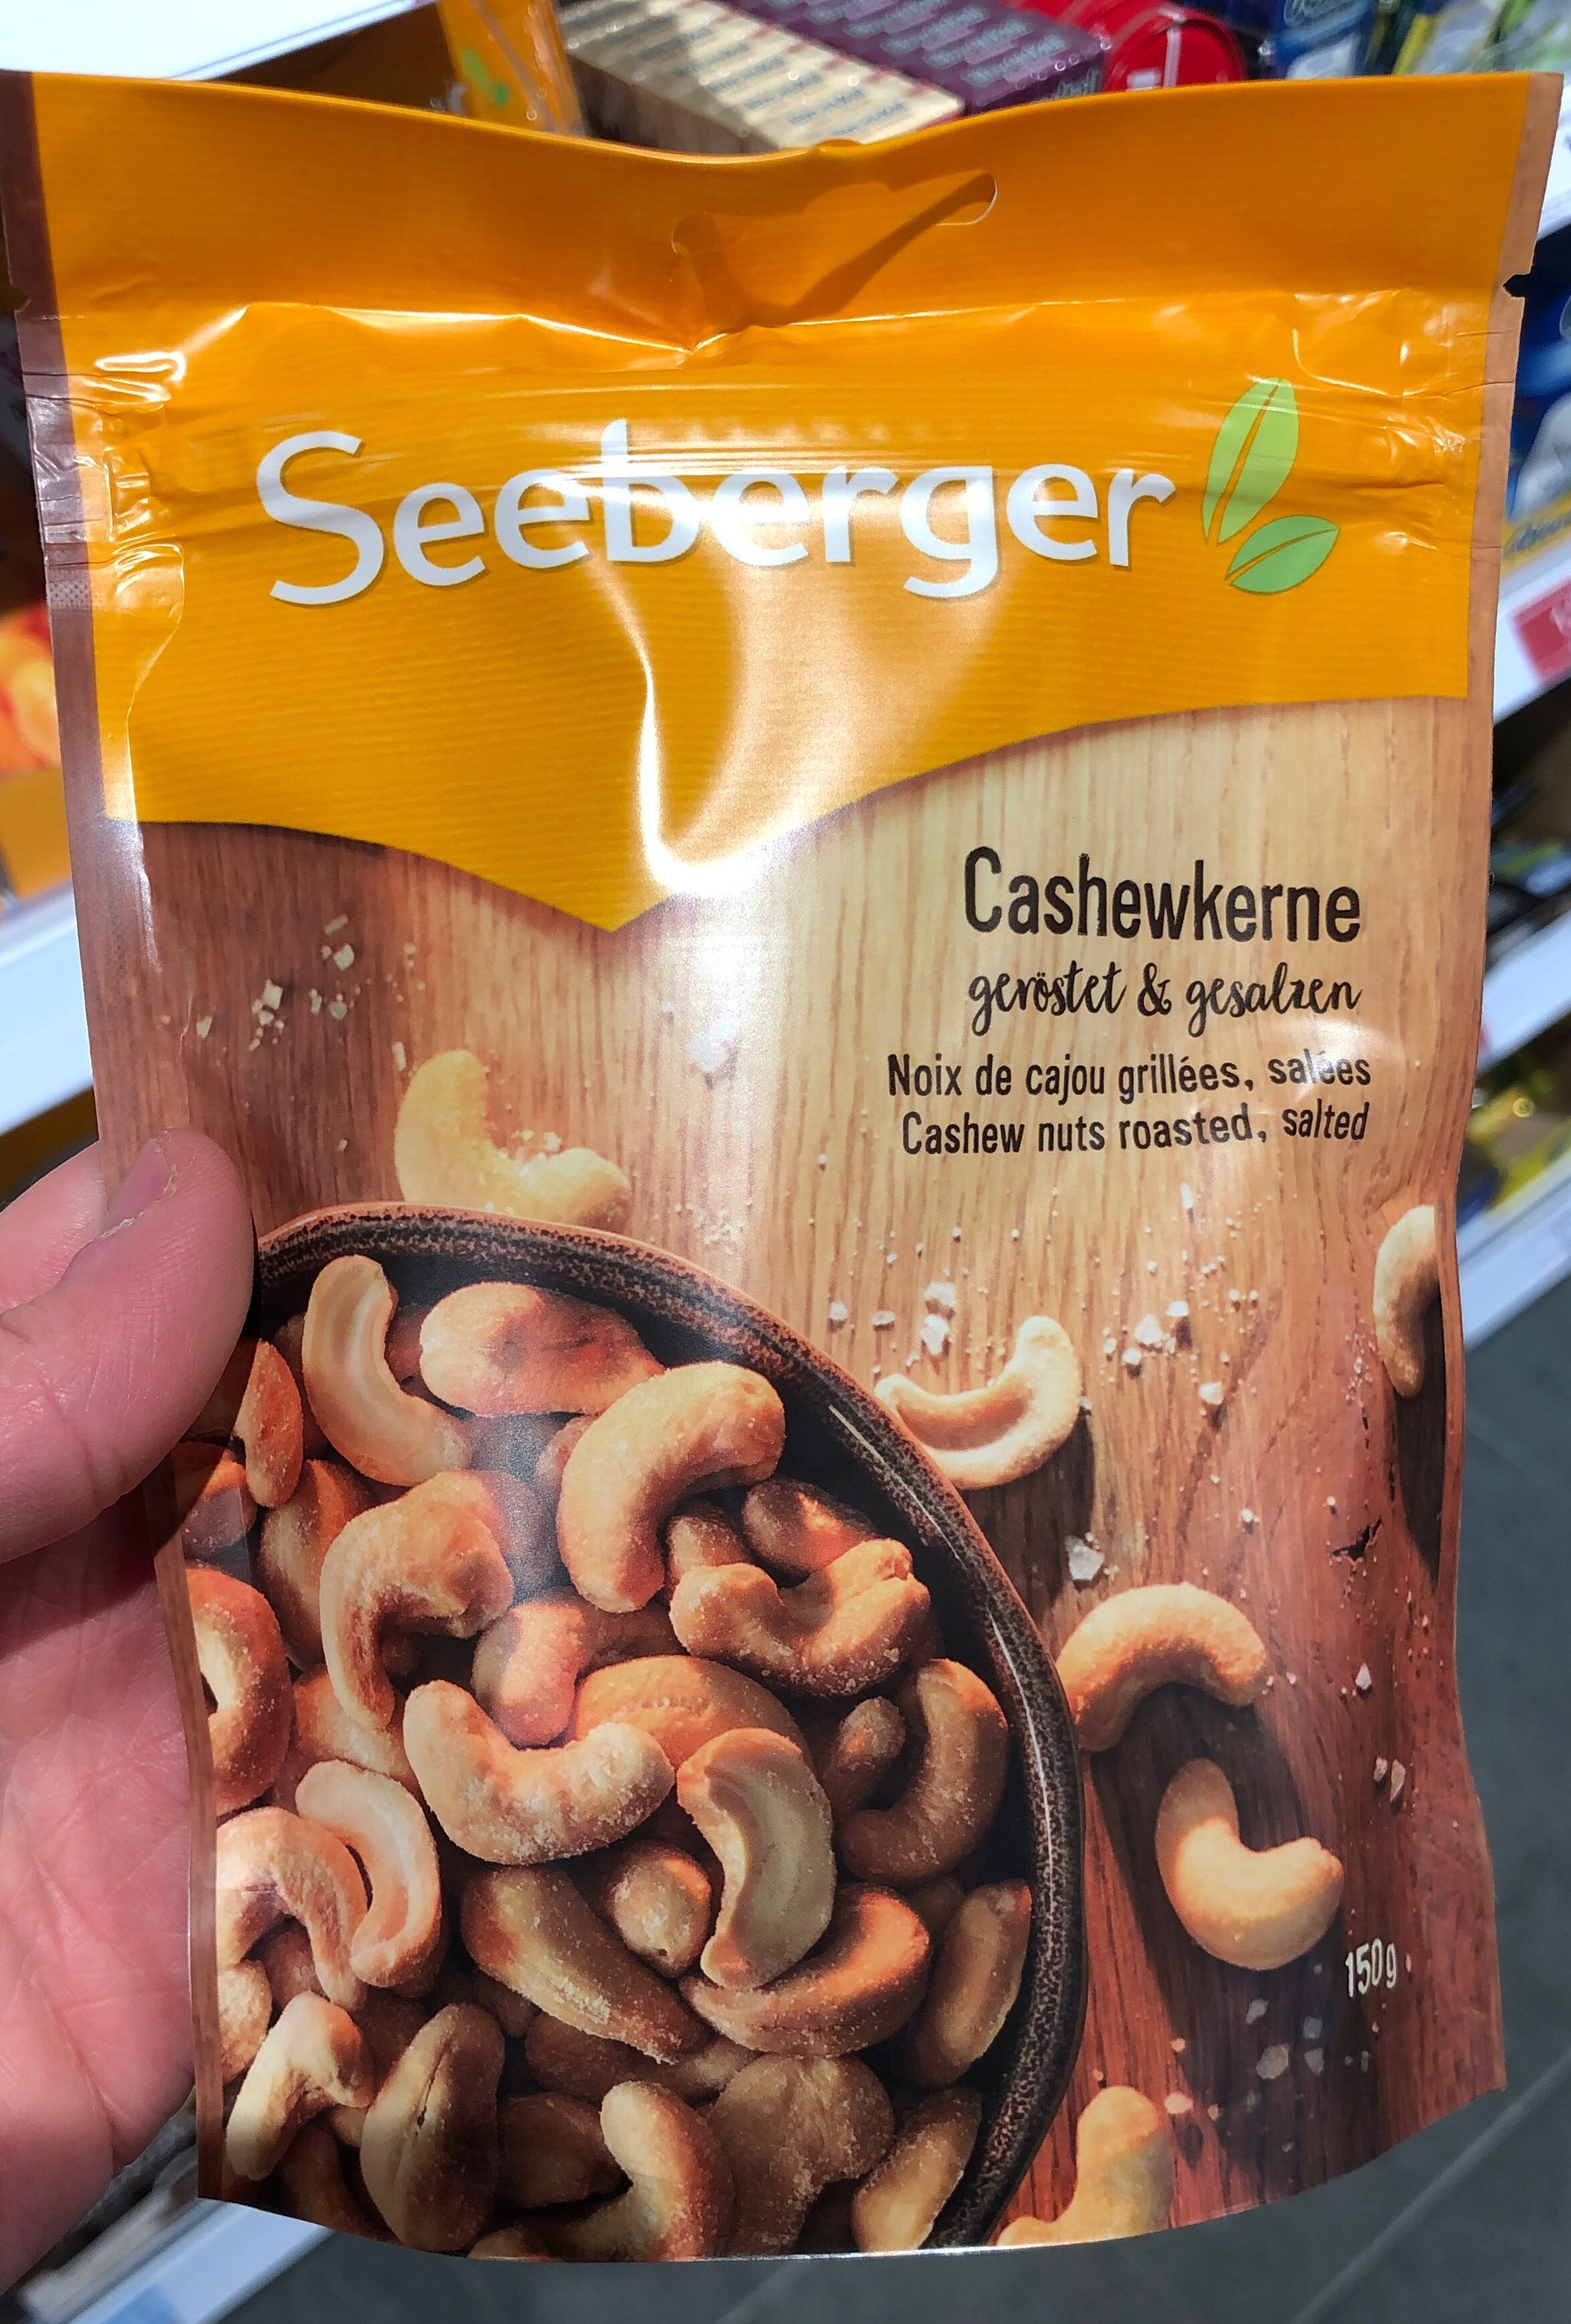 Seeberger
Cashewkerne
geröstet & gesalzen
Noix de cajou grillées, salées
Cashew nuts roasted, salted
150g